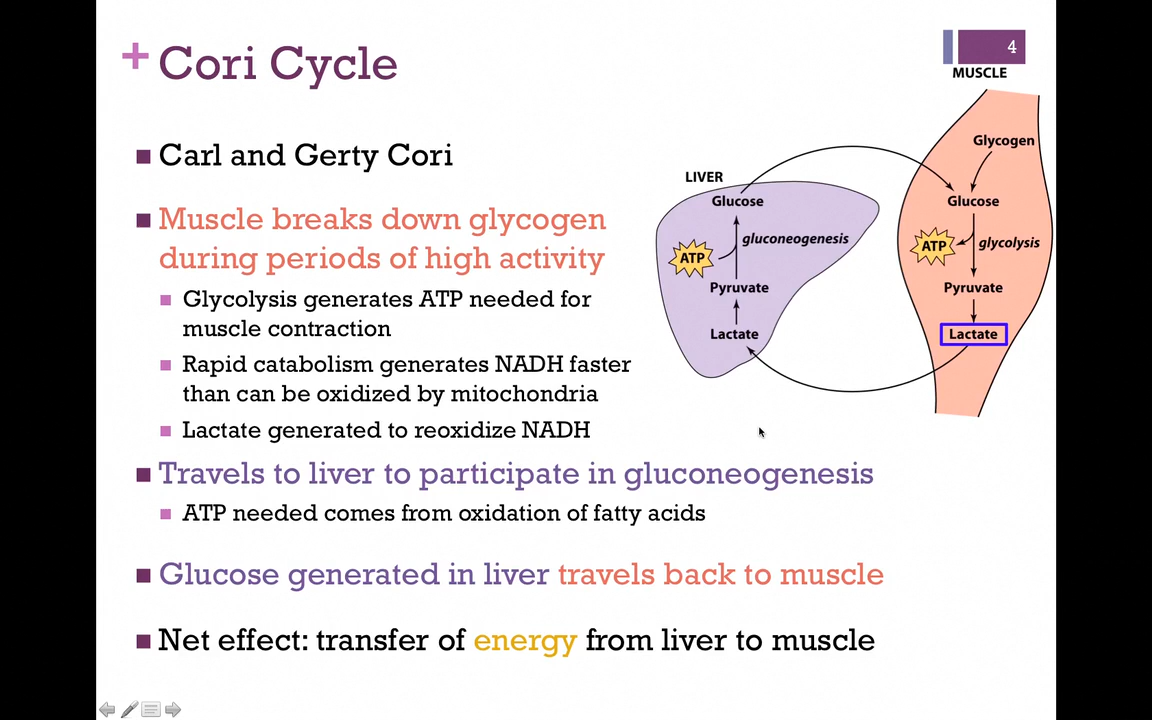 + Cori Cycle
4
■ Carl and Gerty Cori
■ Muscle breaks down glycogen
during periods of high activity
■ Glycolysis generates ATP needed for
muscle contraction
■ Rapid catabolism generates NADH faster
than can be oxidized by mitochondria
■ Lactate generated to reoxidize NADH
■ Travels to liver to participate in gluconeogenesis
■ ATP needed comes from oxidation of fatty acids
■ Glucose generated in liver travels back to muscle
■ Net effect: transfer of energy from liver to muscle
LIVER
Glucose
gluconeogenesis
ATP
Pyruvate
Lactate
MUSCLE
Glycogen
Glucose
ATP
glycolysis
Pyruvate
Lactate